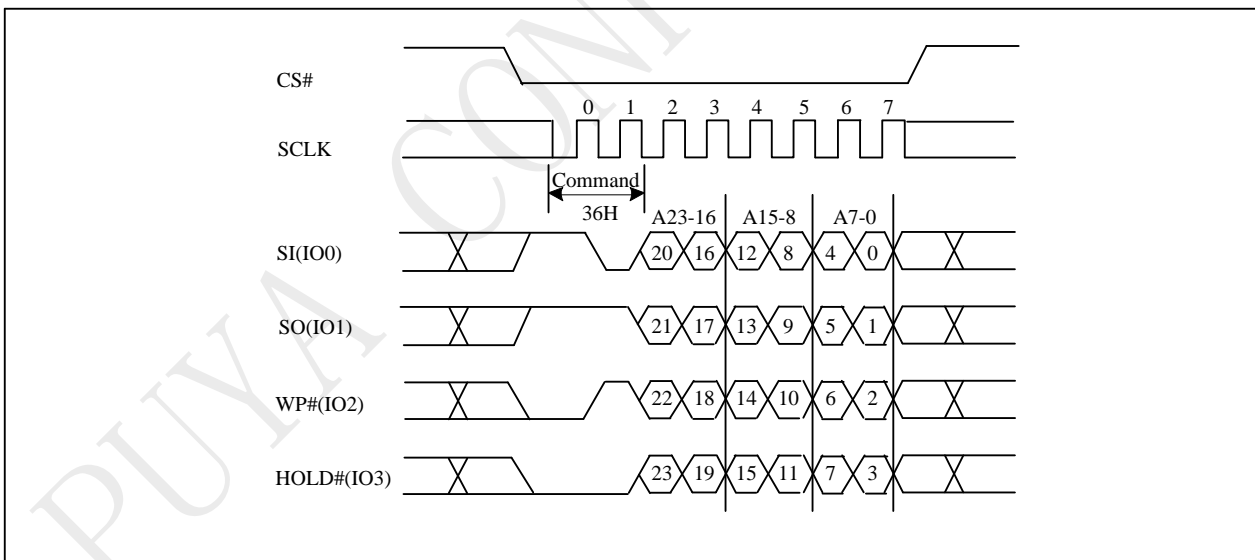 PUYA CONF
CS#
0 1 2 3 4 5 6 7
SCLK
Command
36H
A23-16 A15-8 A7-0
SI(IO0) 20 16 12 8 4 0
SO(IO1) 21 17 13 9 5 1
WP#(IO2) 22 18 14 10 6 2
HOLD#(IO3) 23 19 15 11 7 3